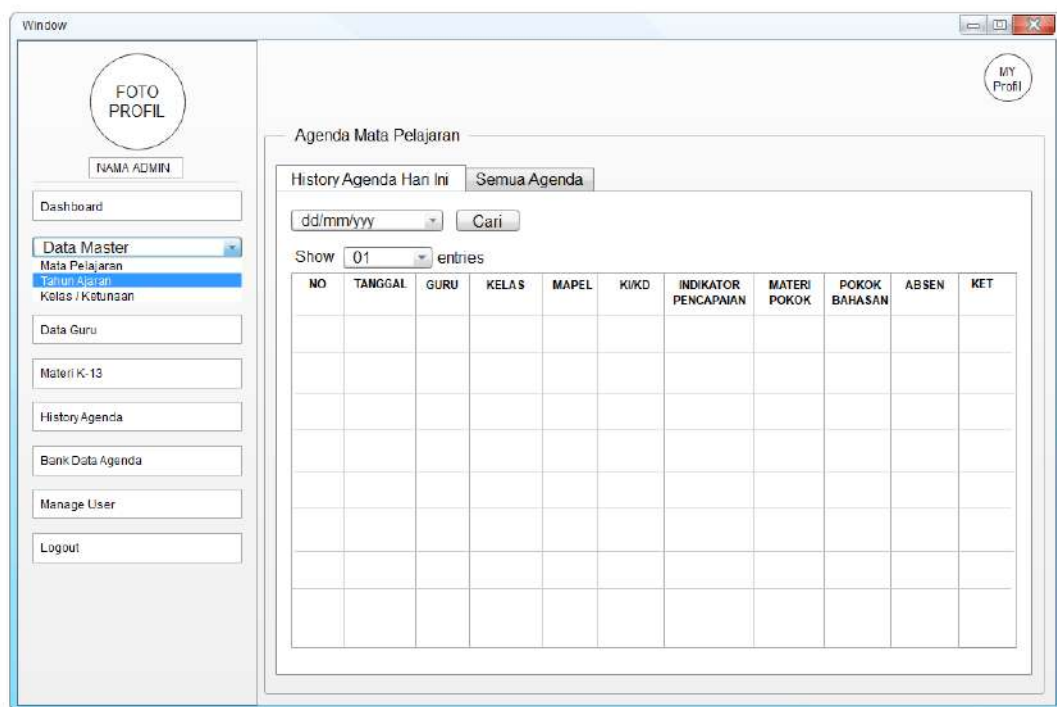 Window
FOTO
PROFIL
NAMA ADMIN
Dashboard
Data Master
Mata Pelajaran
Tahun Ajaran
Kelas / Ketunaan
Data Guru
Materi K-13
History Agenda
Bank Data Agenda
Manage User
Logout
MY
Profil
Agenda Mata Pelajaran
History Agenda Hari Ini
Semua Agenda
dd/mm/yyy
Cari
Show 01 entries
NO TANGGAL GURU KELAS MAPEL KI/KD INDIKATOR MATERI POKOK ABSEN KET
PENCAPAIAN POKOK BAHASAN